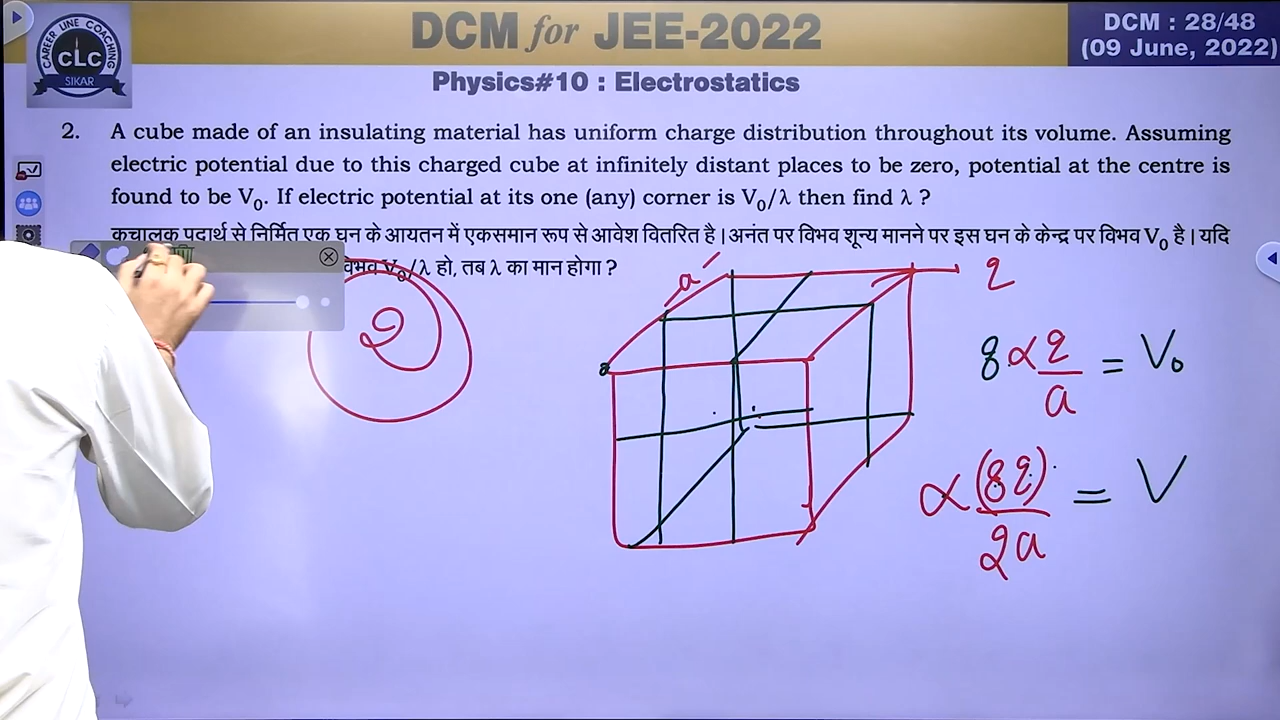 DCM for JEE-2022
DCM : 28/48
(09 June, 2022)
CAREER LINE COACHING
CLC
SIKAR
Physics#10 : Electrostatics
2. A cube made of an insulating material has uniform charge distribution throughout its volume. Assuming
electric potential due to this charged cube at infinitely distant places to be zero, potential at the centre is
found to be V₀. If electric potential at its one (any) corner is V₀/λ then find λ ?
कुचालक पदार्थ से निर्मित एक घन के आयतन में एकसमान रूप से आवेश वितरित है। अनंत पर विभव शून्य मानने पर इस घन के केन्द्र पर विभव V₀ है। यदि
विभव V₀/λ हो, तब λ का मान होगा ?
a
q
2
8 ∝ q/a = V₀
∝ (8q)/2a = V